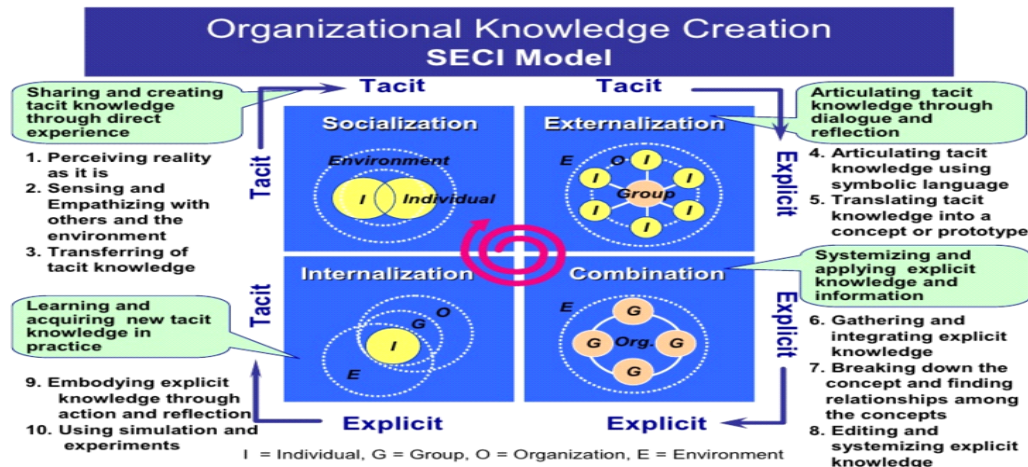 Organizational Knowledge Creation
SECI Model
Tacit
Tacit
Sharing and creating
tacit knowledge
through direct
experience
1. Perceiving reality
as it is
2. Sensing and
Empathizing with
others and the
environment
3. Transferring of
tacit knowledge
Tacit
Socialization
Environment
I
Individual
Externalization
E
O
I
I
I
Group
I
I
I
Explicit
Articulating tacit
knowledge through
dialogue and
reflection
4. Articulating tacit
knowledge using
symbolic language
5. Translating tacit
knowledge into a
concept or prototype
Learning and
acquiring new tacit
knowledge in
practice
9. Embodying explicit
knowledge through
action and reflection
10. Using simulation and
experiments
Tacit
Internalization
O
G
I
E
Combination
E
G
G
Org.
G
G
Explicit
Systemizing and
applying explicit
knowledge and
information
6. Gathering and
integrating explicit
knowledge
7. Breaking down the
concept and finding
relationships among
the concepts
8. Editing and
systemizing explicit
knowledge
Explicit
Explicit
I = Individual, G = Group, O = Organization, E = Environment